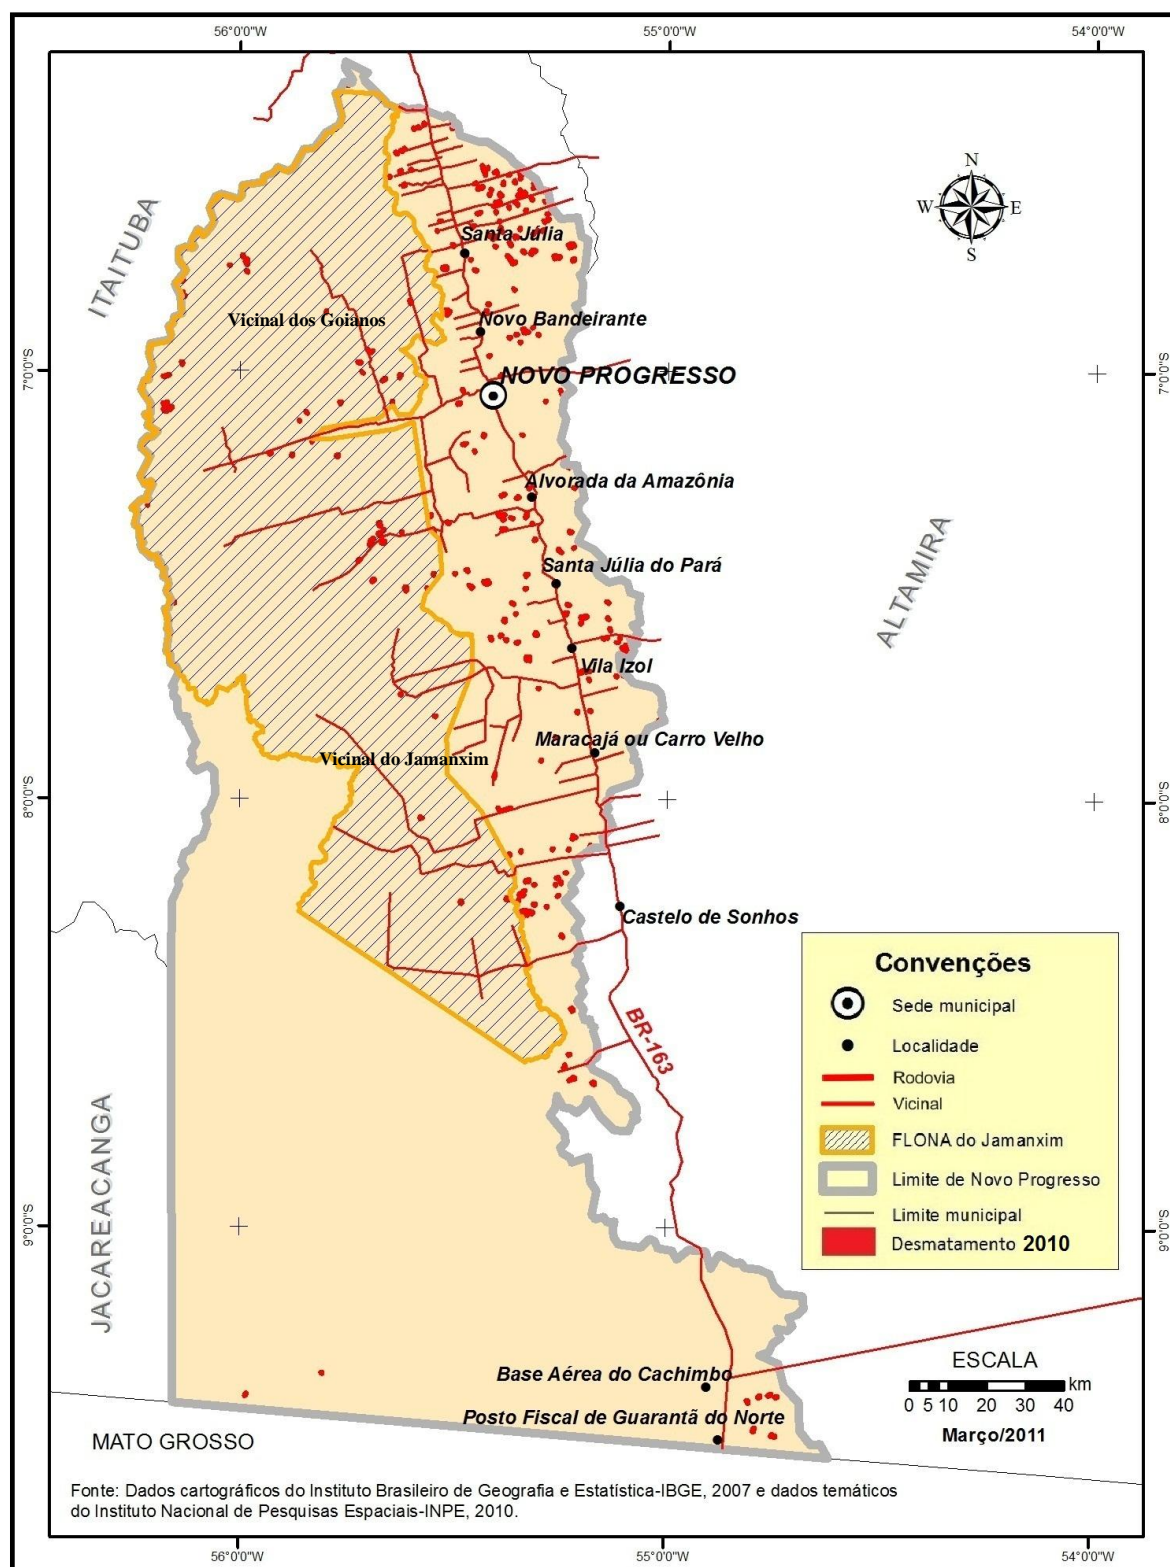 56°0'0"W
55°0'0"W
54°0'0"W
N
W
E
S
ITAITUBA
Santa Júlia
Vicinal dos Goianos
Novo Bandeirante
7°0'0"S
7°0'0"S
NOVO PROGRESSO
Alvorada da Amazônia
ALTAMIRA
Santa Júlia do Pará
Vila Izol
Maracajá ou Carro Velho
Vicinal do Jamanxim
8°0'0"S
8°0'0"S
Castelo de Sonhos
BR-163
Convenções
Sede municipal
Localidade
Rodovia
Vicinal
FLONA do Jamanxim
Limite de Novo Progresso
Limite municipal
Desmatamento 2010
JACAREACANGA
9°0'0"S
9°0'0"S
Base Aérea do Cachimbo
Posto Fiscal de Guarantã do Norte
ESCALA
km
0 5 10 20 30 40
Março/2011
MATO GROSSO
Fonte: Dados cartográficos do Instituto Brasileiro de Geografia e Estatística-IBGE, 2007 e dados temáticos
do Instituto Nacional de Pesquisas Espaciais-INPE, 2010.
56°0'0"W
55°0'0"W
54°0'0"W